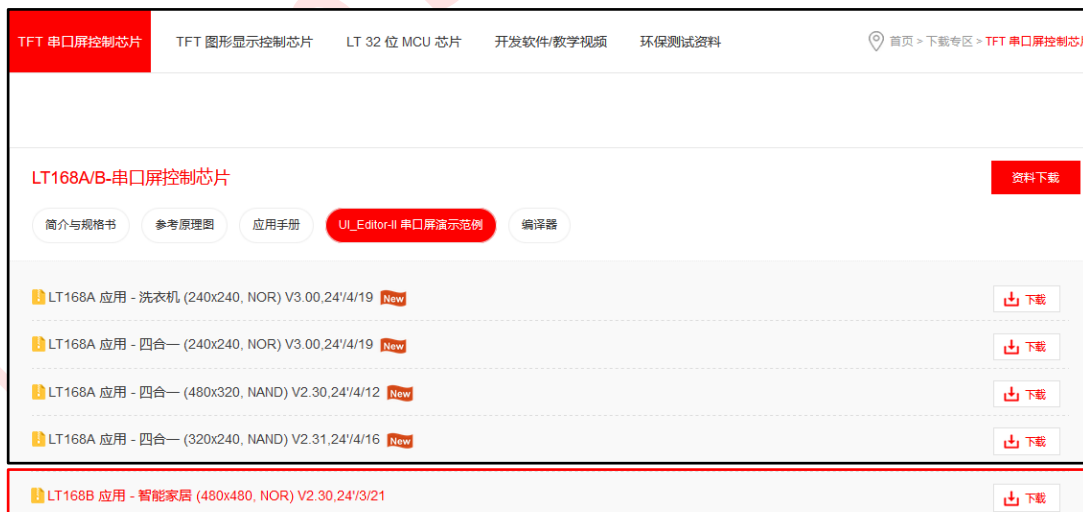 TFT 串口屏控制芯片 TFT 图形显示控制芯片 LT 32 位 MCU 芯片 开发软件/教学视频 环保测试资料 首页 > 下载专区 > TFT 串口屏控制芯片
LT168A/B-串口屏控制芯片 资料下载
简介与规格书 参考原理图 应用手册 UI_Editor-II 串口屏演示范例 编译器
LT168A 应用 - 洗衣机 (240x240, NOR) V3.00,24'/4/19 New 下载
LT168A 应用 - 四合一 (240x240, NOR) V3.00,24'/4/19 New 下载
LT168A 应用 - 四合一 (480x320, NAND) V2.30,24'/4/12 New 下载
LT168A 应用 - 四合一 (320x240, NAND) V2.31,24'/4/16 New 下载
LT168B 应用 - 智能家居 (480x480, NOR) V2.30,24'/3/21 下载